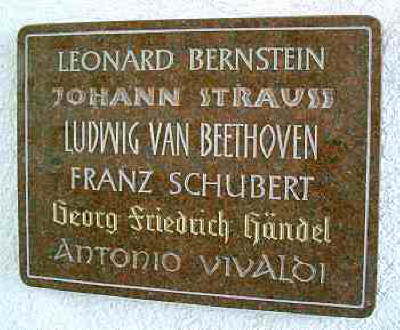 LEONARD BERNSTEIN
JOHANN STRAUSS
LUDWIG VAN BEETHOVEN
FRANZ SCHUBERT
Georg Friedrich Händel
ANTONIO VIVALDI